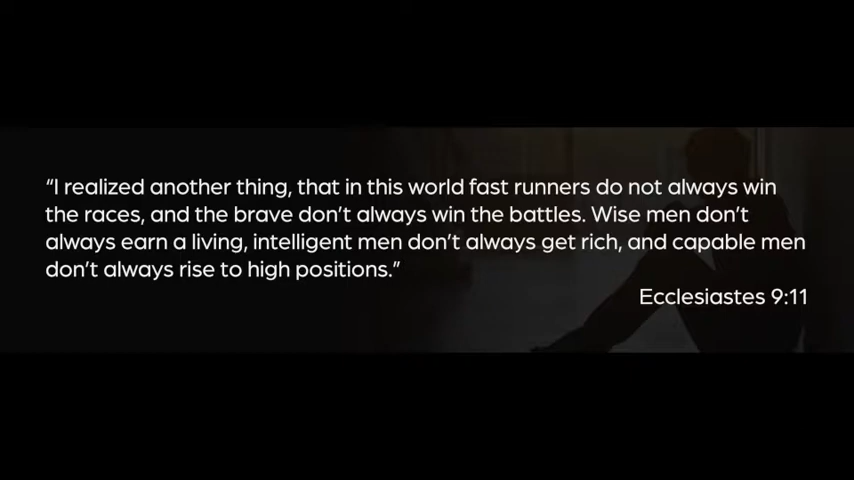 “I realized another thing, that in this world fast runners do not always win
the races, and the brave don’t always win the battles. Wise men don’t
always earn a living, intelligent men don’t always get rich, and capable men
don’t always rise to high positions.”
Ecclesiastes 9:11